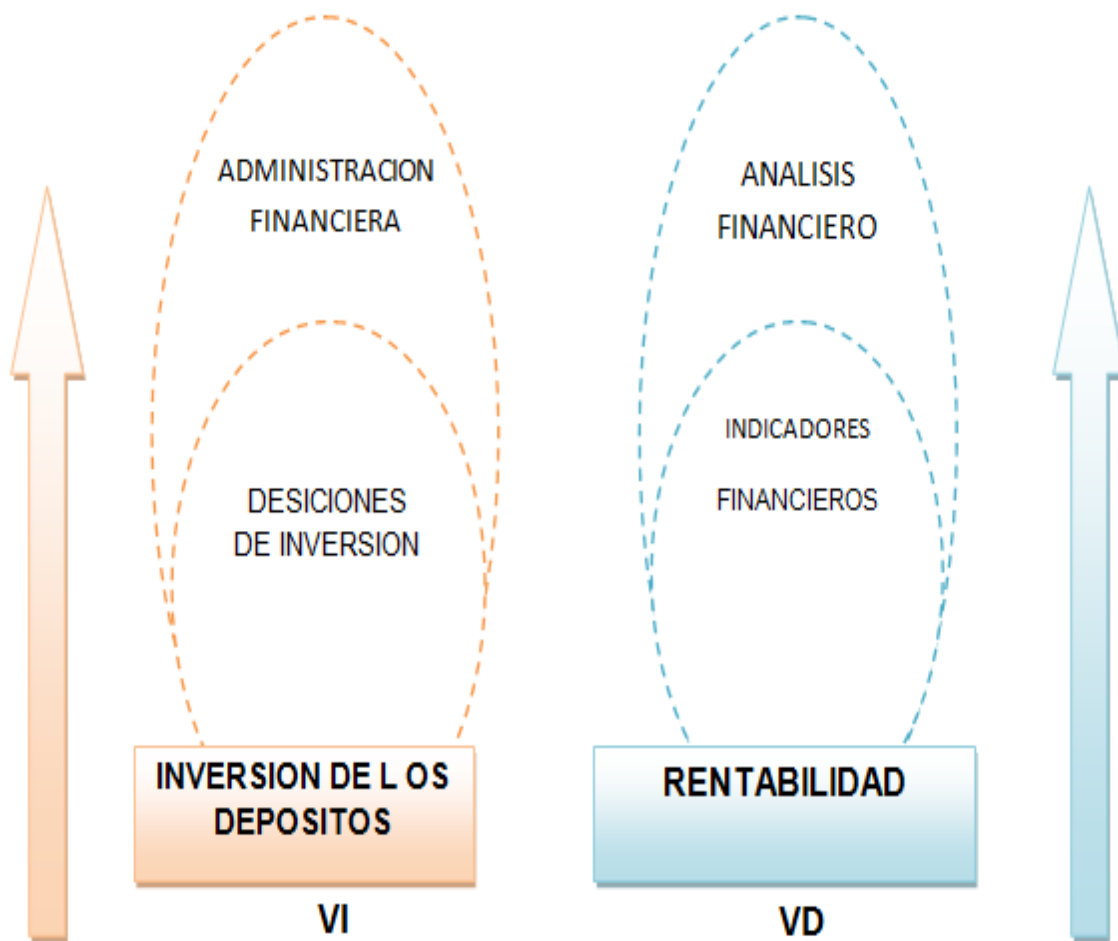 ADMINISTRACION
FINANCIERA
DESICIONES
DE INVERSION
INVERSION DE L OS
DEPOSITOS
VI
ANALISIS
FINANCIERO
INDICADORES
FINANCIEROS
RENTABILIDAD
VD